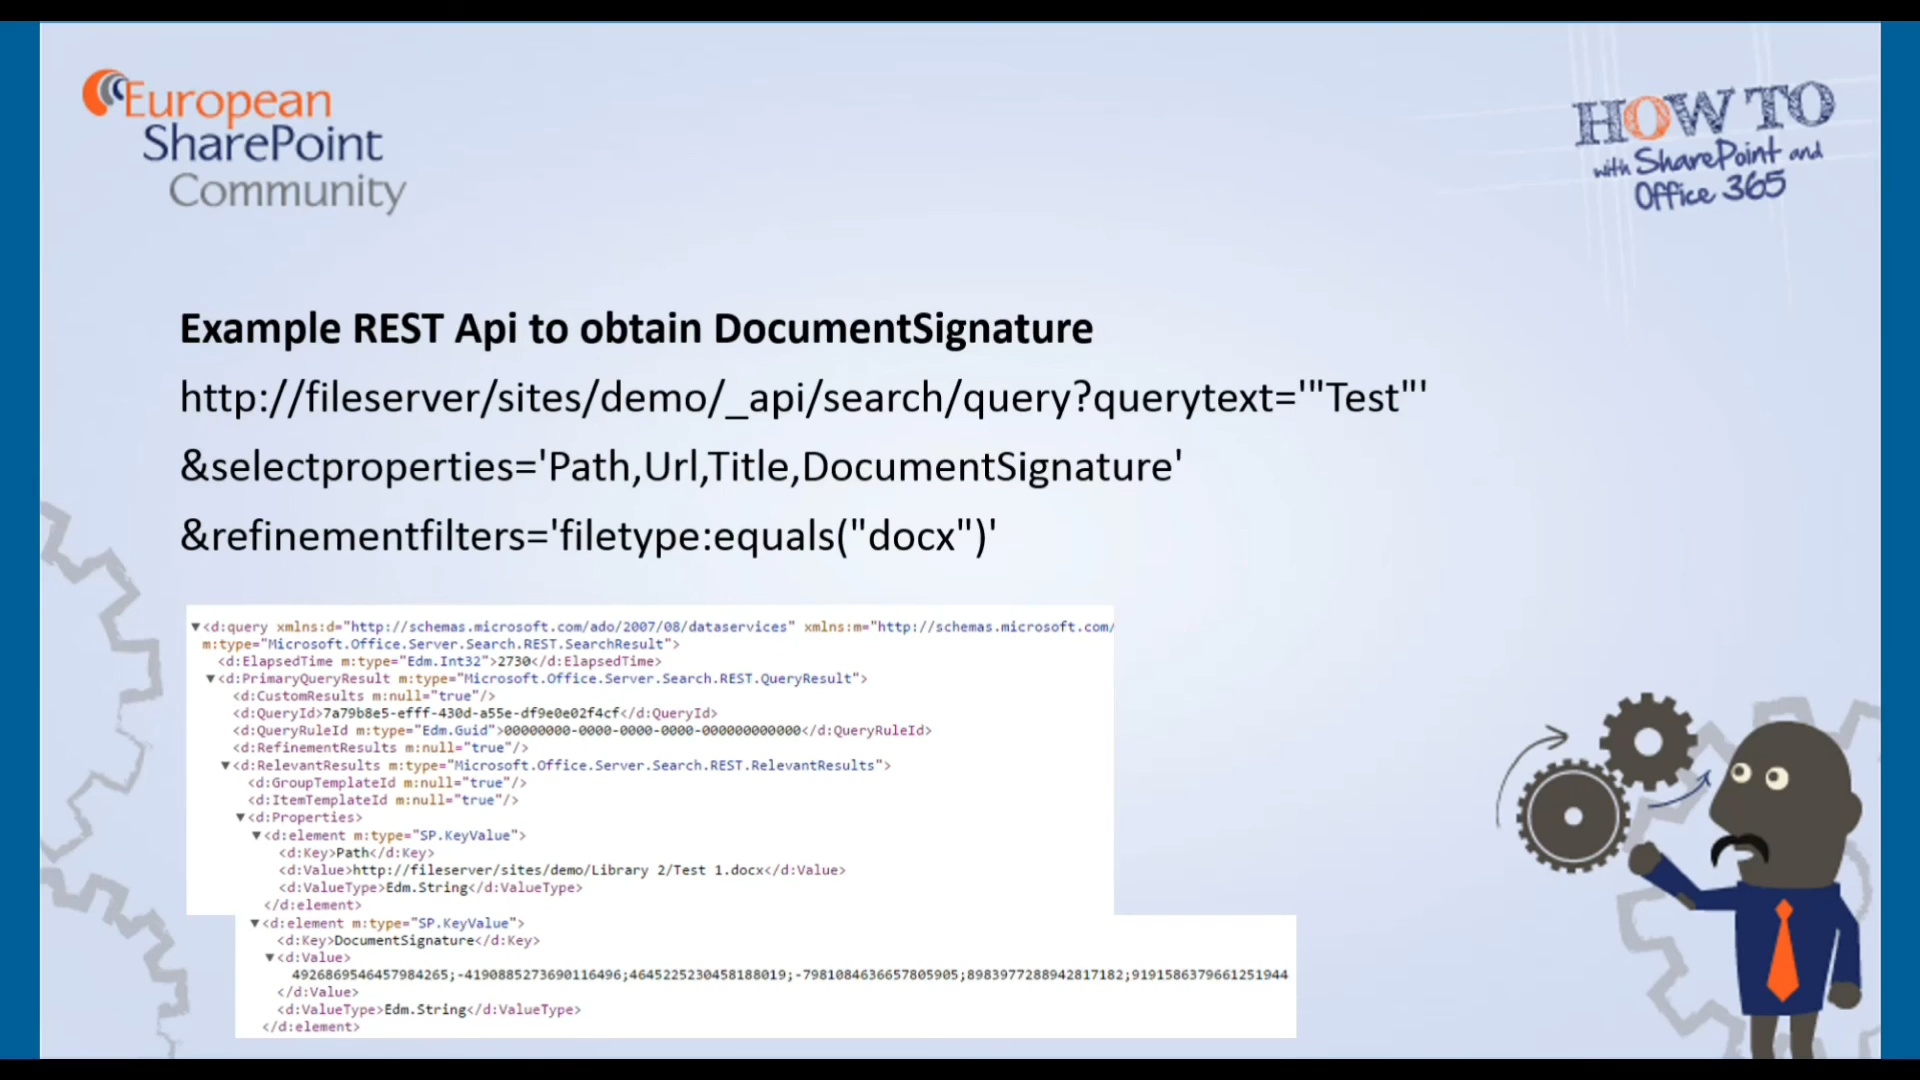 European
SharePoint
Community
HOW TO
with SharePoint and
Office 365
Example REST Api to obtain DocumentSignature
http://fileserver/sites/demo/_api/search/query?querytext='"Test"'
&selectproperties='Path,Url,Title,DocumentSignature'
&refinementfilters='filetype:equals("docx")'
▼<d:query xmlns:d="http://schemas.microsoft.com/ado/2007/08/dataservices" xmlns:m="http://schemas.microsoft.com/
m:type="Microsoft.Office.Server.Search.REST.SearchResult">
<d:ElapsedTime m:type="Edm.Int32">2730</d:ElapsedTime>
▼<d:PrimaryQueryResult m:type="Microsoft.Office.Server.Search.REST.QueryResult">
<d:CustomResults m:null="true"/>
<d:QueryId>7a79b8e5-efff-430d-a55e-df9e0e02f4cf</d:QueryId>
<d:QueryRuleId m:type="Edm.Guid">00000000-0000-0000-0000-000000000000</d:QueryRuleId>
<d:RefinementResults m:null="true"/>
▼<d:RelevantResults m:type="Microsoft.Office.Server.Search.REST.RelevantResults">
<d:GroupTemplateId m:null="true"/>
<d:ItemTemplateId m:null="true"/>
▼<d:Properties>
▼<d:element m:type="SP.KeyValue">
<d:Key>Path</d:Key>
<d:Value>http://fileserver/sites/demo/Library 2/Test 1.docx</d:Value>
<d:ValueType>Edm.String</d:ValueType>
</d:element>
▼<d:element m:type="SP.KeyValue">
<d:Key>DocumentSignature</d:Key>
▼<d:Value>
4926869546457984265;-4190885273690116496;4645225230458188019;-7981084636657805905;8983977288942817182;9191586379661251944
</d:Value>
<d:ValueType>Edm.String</d:ValueType>
</d:element>